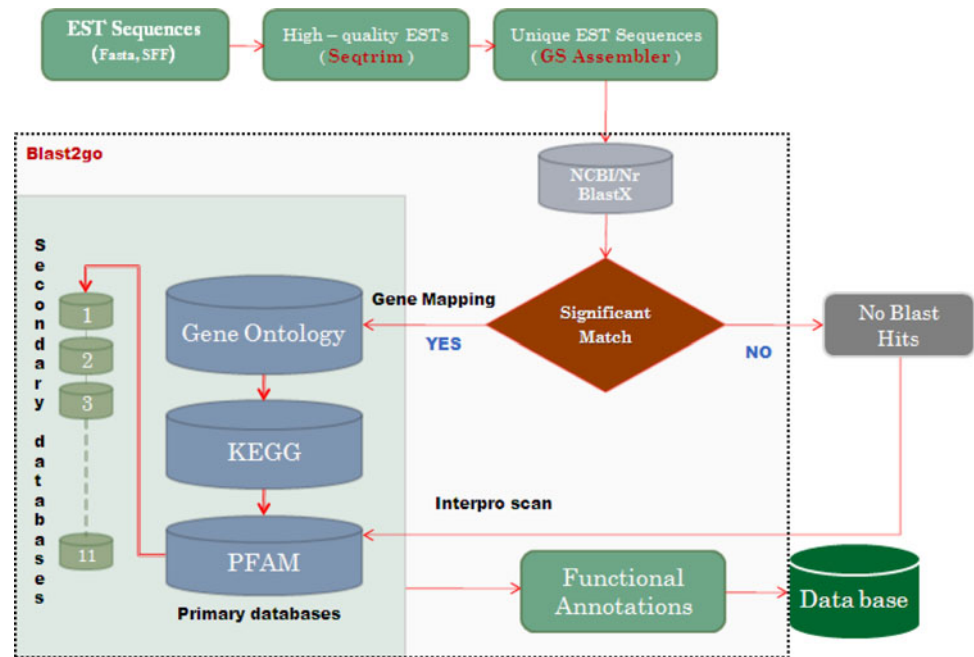 EST Sequences
(Fasta, SFF)
High – quality ESTs
( Seqtrim )
Unique EST Sequences
( GS Assembler )
Blast2go
NCBI/Nr
BlastX
Significant
Match
Gene Mapping
YES
NO
No Blast
Hits
Secondary databases
1
2
3
11
Gene Ontology
KEGG
PFAM
Primary databases
Interpro scan
Functional
Annotations
Data base